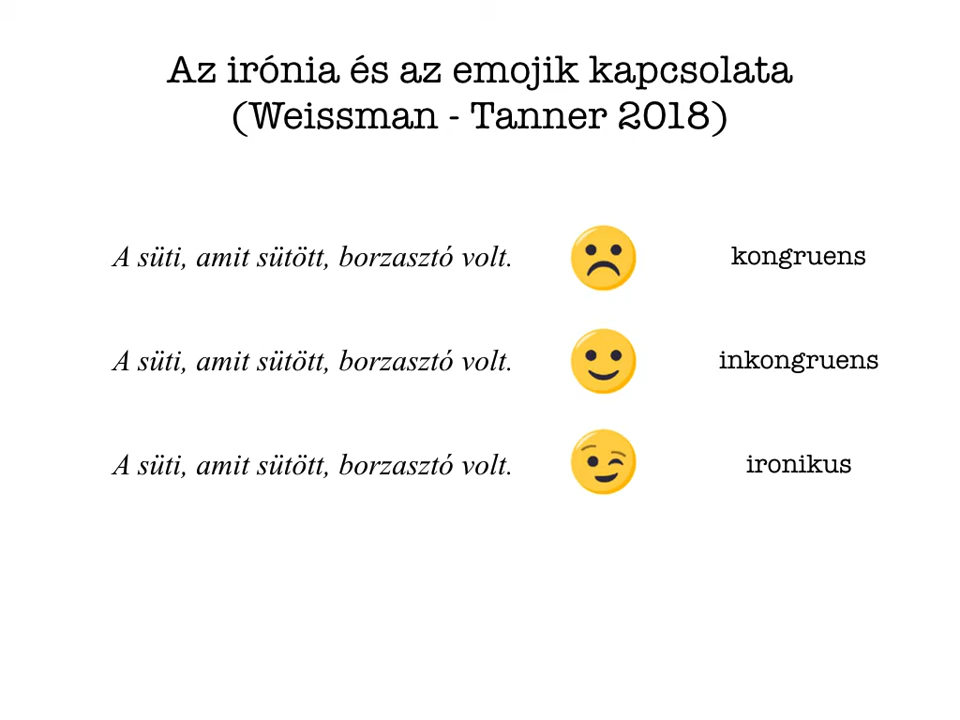 Az irónia és az emojik kapcsolata
(Weissman - Tanner 2018)
A süti, amit sütött, borzasztó volt. kongruens
A süti, amit sütött, borzasztó volt. inkongruens
A süti, amit sütött, borzasztó volt. ironikus